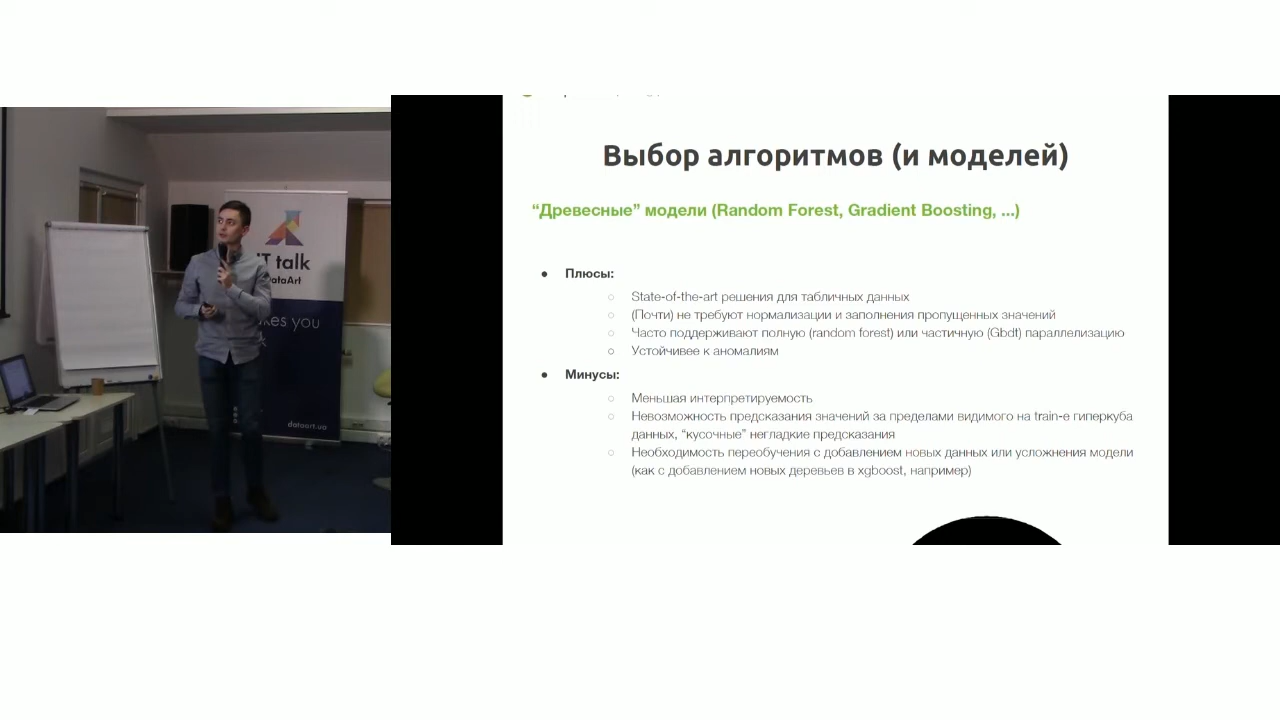 IT talk
DataArt
kes you
dataart.ua
Выбор алгоритмов (и моделей)
“Древесные” модели (Random Forest, Gradient Boosting, ...)
● Плюсы:
○ State-of-the-art решения для табличных данных
○ (Почти) не требуют нормализации и заполнения пропущенных значений
○ Часто поддерживают полную (random forest) или частичную (Gbdt) параллелизацию
○ Устойчивее к аномалиям
● Минусы:
○ Меньшая интерпретируемость
○ Невозможность предсказания значений за пределами видимого на train-е гиперкуба
данных, “кусочные” негладкие предсказания
○ Необходимость переобучения с добавлением новых данных или усложнения модели
(как с добавлением новых деревьев в xgboost, например)